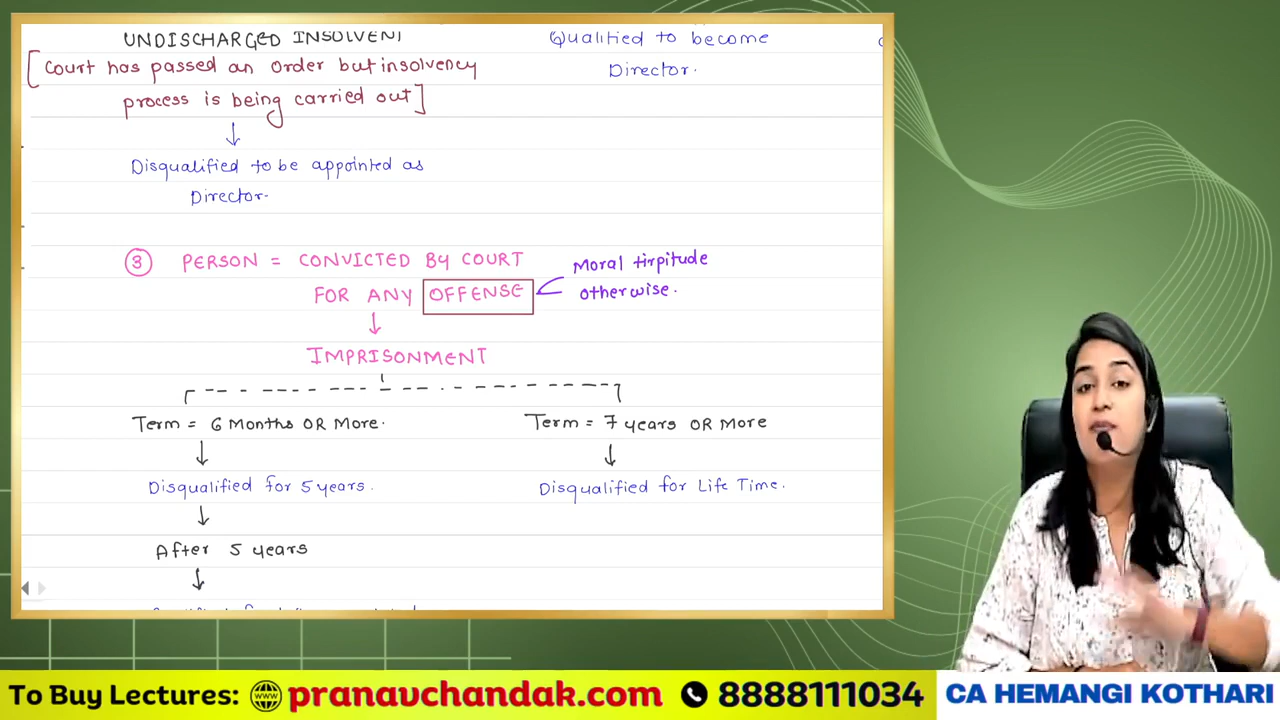 UNDISCHARGED INSOLVENT
[Court has passed an order but insolvency
process is being carried out]
Disqualified to be appointed as
Director.
Qualified to become
Director.
③ PERSON = CONVICTED BY COURT
FOR ANY OFFENSE
Moral tirpitude
otherwise.
IMPRISONMENT
Term = 6 Months OR More.
Disqualified for 5 years.
After 5 years
Term = 7 years OR More
Disqualified for Life Time.
To Buy Lectures: pranavchandak.com 8888111034 CA HEMANGI KOTHARI